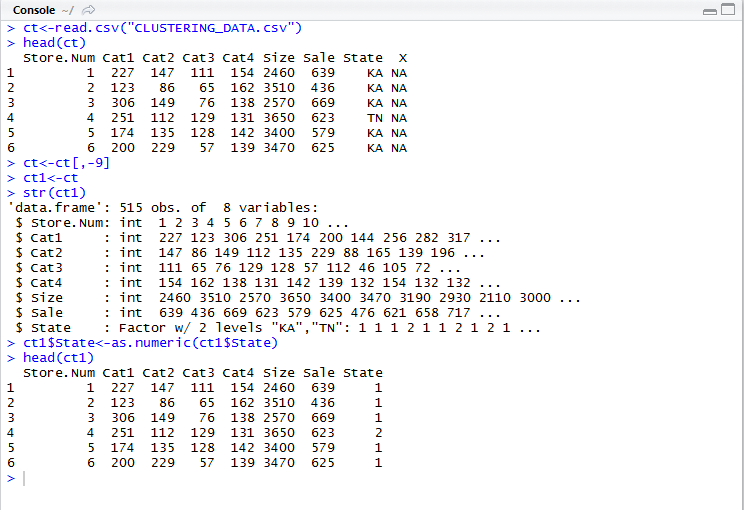 Console ~/
> ct<-read.csv("CLUSTERING_DATA.csv")
> head(ct)
  Store.Num Cat1 Cat2 Cat3 Cat4 Size Sale State  X
1         1  227  147  111  154 2460  639    KA NA
2         2  123   86   65  162 3510  436    KA NA
3         3  306  149   76  138 2570  669    KA NA
4         4  251  112  129  131 3650  623    TN NA
5         5  174  135  128  142 3400  579    KA NA
6         6  200  229   57  139 3470  625    KA NA
> ct<-ct[,-9]
> ct1<-ct
> str(ct1)
'data.frame': 515 obs. of  8 variables:
 $ Store.Num: int  1 2 3 4 5 6 7 8 9 10 ...
 $ Cat1     : int  227 123 306 251 174 200 144 256 282 317 ...
 $ Cat2     : int  147 86 149 112 135 229 88 165 139 196 ...
 $ Cat3     : int  111 65 76 129 128 57 112 46 105 72 ...
 $ Cat4     : int  154 162 138 131 142 139 132 154 132 132 ...
 $ Size     : int  2460 3510 2570 3650 3400 3470 3190 2930 2110 3000 ...
 $ Sale     : int  639 436 669 623 579 625 476 621 658 717 ...
 $ State    : Factor w/ 2 levels "KA","TN": 1 1 1 2 1 1 2 1 2 1 ...
> ct1$State<-as.numeric(ct1$State)
> head(ct1)
  Store.Num Cat1 Cat2 Cat3 Cat4 Size Sale State
1         1  227  147  111  154 2460  639     1
2         2  123   86   65  162 3510  436     1
3         3  306  149   76  138 2570  669     1
4         4  251  112  129  131 3650  623     2
5         5  174  135  128  142 3400  579     1
6         6  200  229   57  139 3470  625     1
>